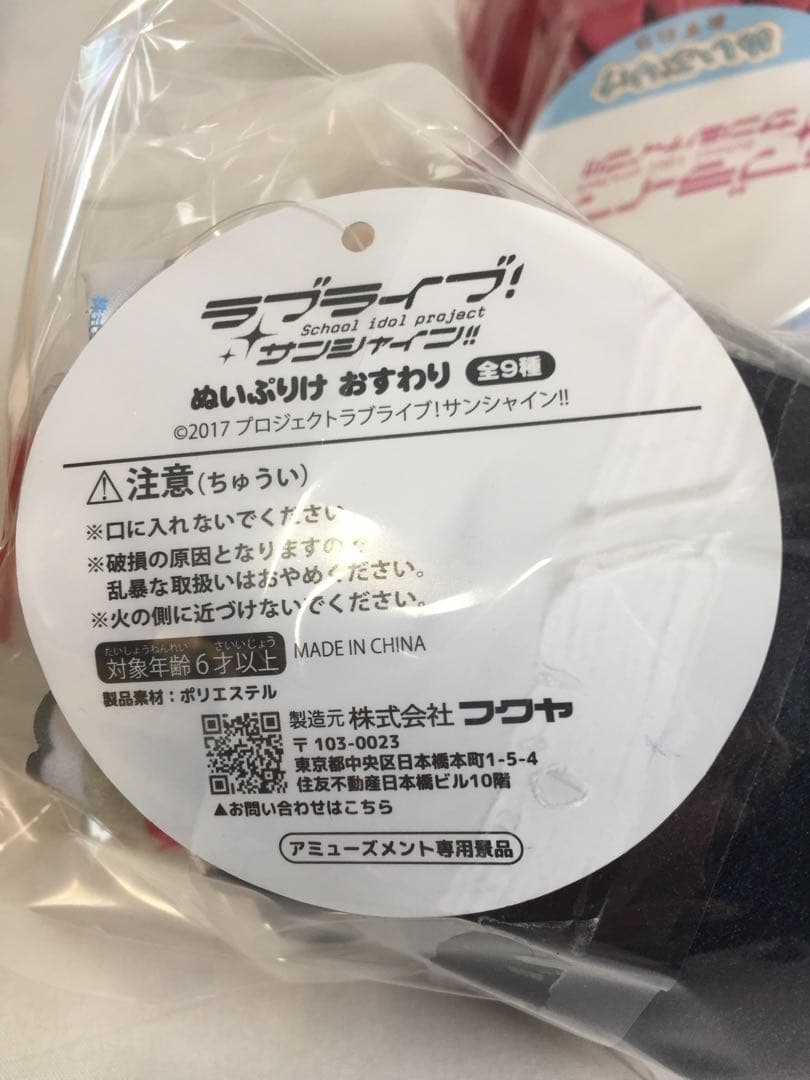 ラブライブ!
School idol project
サンシャイン!!
ぬいぷりけ おすわり 全9種
©2017 プロジェクトラブライブ!サンシャイン!!
⚠注意(ちゅうい)
※口に入れないでください
※破損の原因となりますので
乱暴な取扱いはおやめください。
※火の側に近づけないでください。
たいしょうねんれい さいいじょう
対象年齢6才以上 MADE IN CHINA
製品素材:ポリエステル
製造元 株式会社 フクヤ
〒103-0023
東京都中央区日本橋本町1-5-4
住友不動産日本橋ビル10階
▲お問い合わせはこちら
アミューズメント専用景品